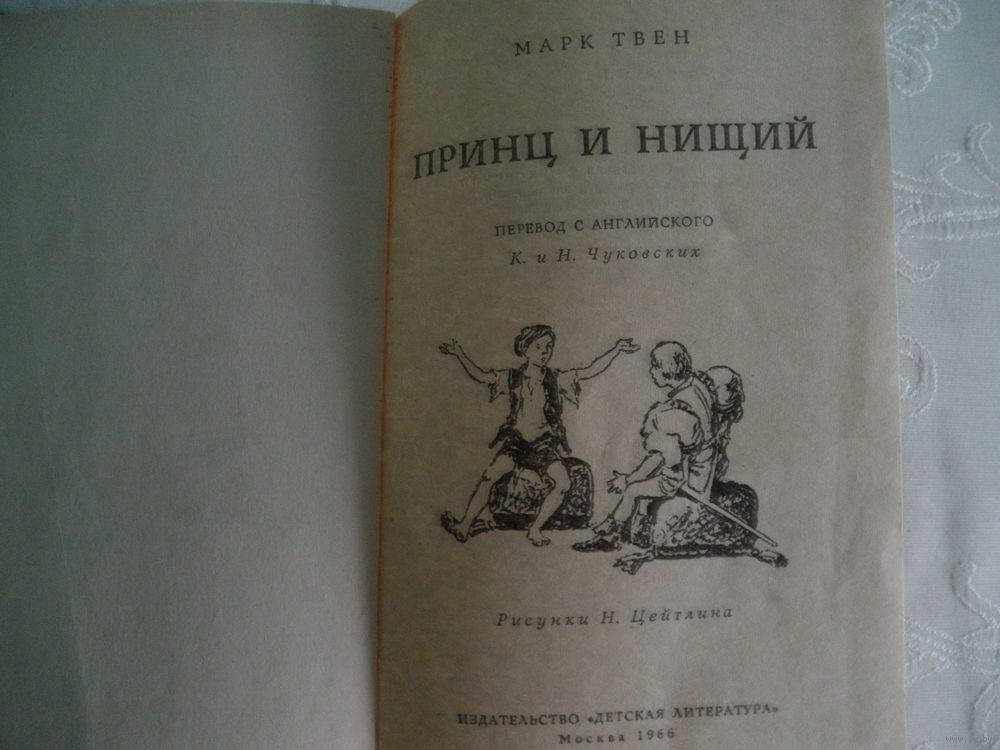 МАРК ТВЕН
ПРИНЦ И НИЩИЙ
ПЕРЕВОД С АНГЛИЙСКОГО
К. и Н. Чуковских
Рисунки Н. Цейтлина
ИЗДАТЕЛЬСТВО «ДЕТСКАЯ ЛИТЕРАТУРА»
Москва 1966